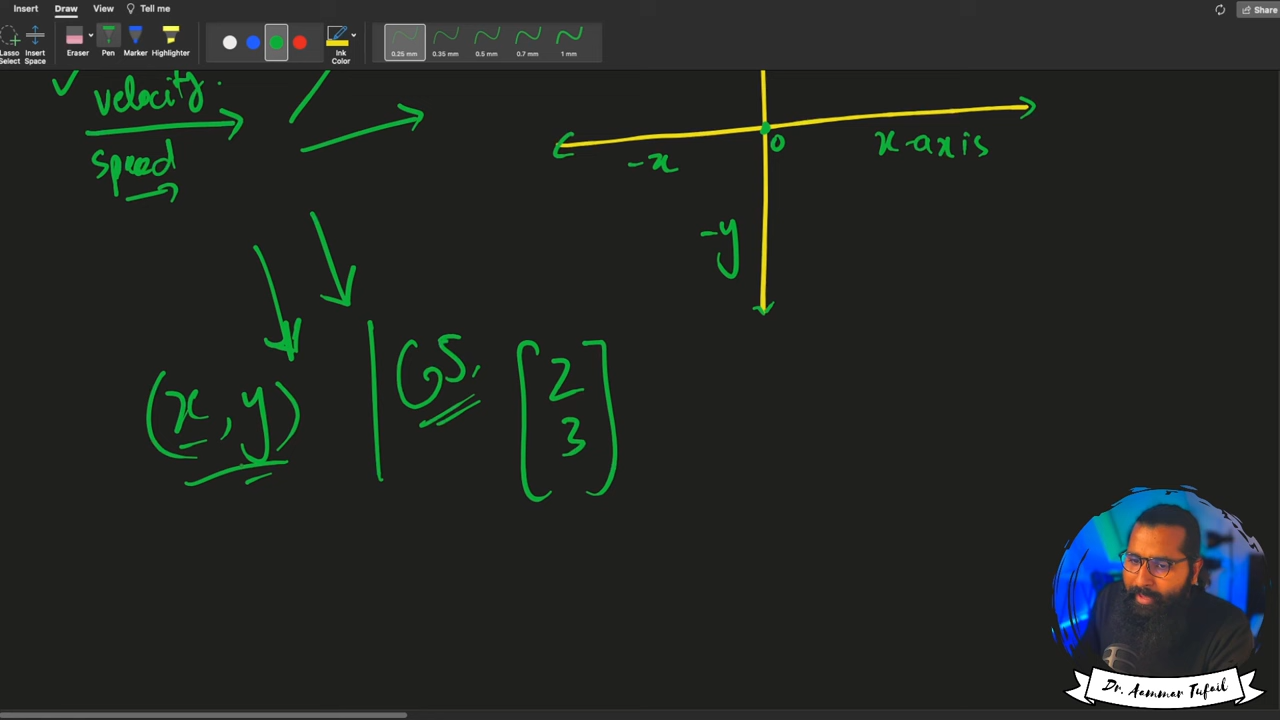 Insert Draw View Tell me
Share
Lasso Select
Insert Space
Eraser
Pen
Marker
Highlighter
Ink Color
0.25 mm
0.35 mm
0.5 mm
0.7 mm
1 mm
velocity.
speed
-x
0
x-axis
-y
(x, y)
CS.
[2
3]
Dr. Aammar Tufail